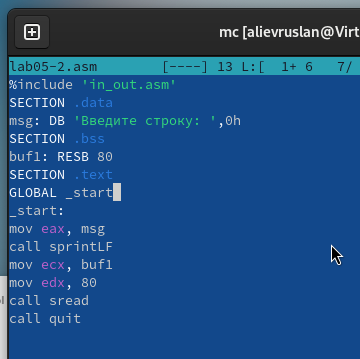 mc [alievruslan@Virt
lab05-2.asm [----] 13 L:[ 1+ 6 7/
%include 'in_out.asm'
SECTION .data
msg: DB 'Введите строку: ',0h
SECTION .bss
buf1: RESB 80
SECTION .text
GLOBAL _start
_start:
mov eax, msg
call sprintLF
mov ecx, buf1
mov edx, 80
call sread
call quit